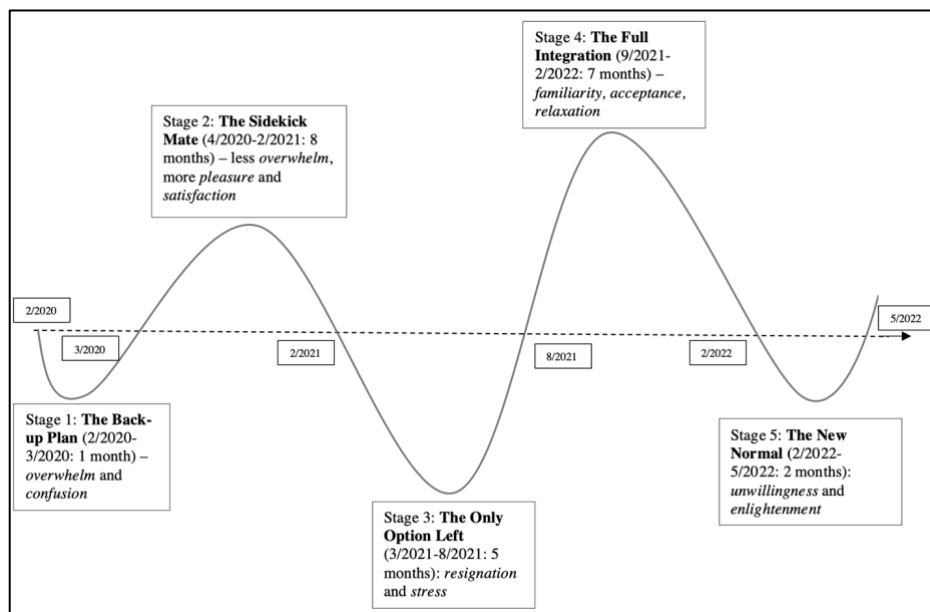 Stage 4: The Full
Integration (9/2021-
2/2022: 7 months) –
familiarity, acceptance,
relaxation
Stage 2: The Sidekick
Mate (4/2020-2/2021: 8
months) – less overwhelm,
more pleasure and
satisfaction
2/2020
3/2020
2/2021
8/2021
2/2022
5/2022
Stage 1: The Back-
up Plan (2/2020-
3/2020: 1 month) –
overwhelm and
confusion
Stage 3: The Only
Option Left
(3/2021-8/2021: 5
months): resignation
and stress
Stage 5: The New
Normal (2/2022-
5/2022: 2 months):
unwillingness and
enlightenment